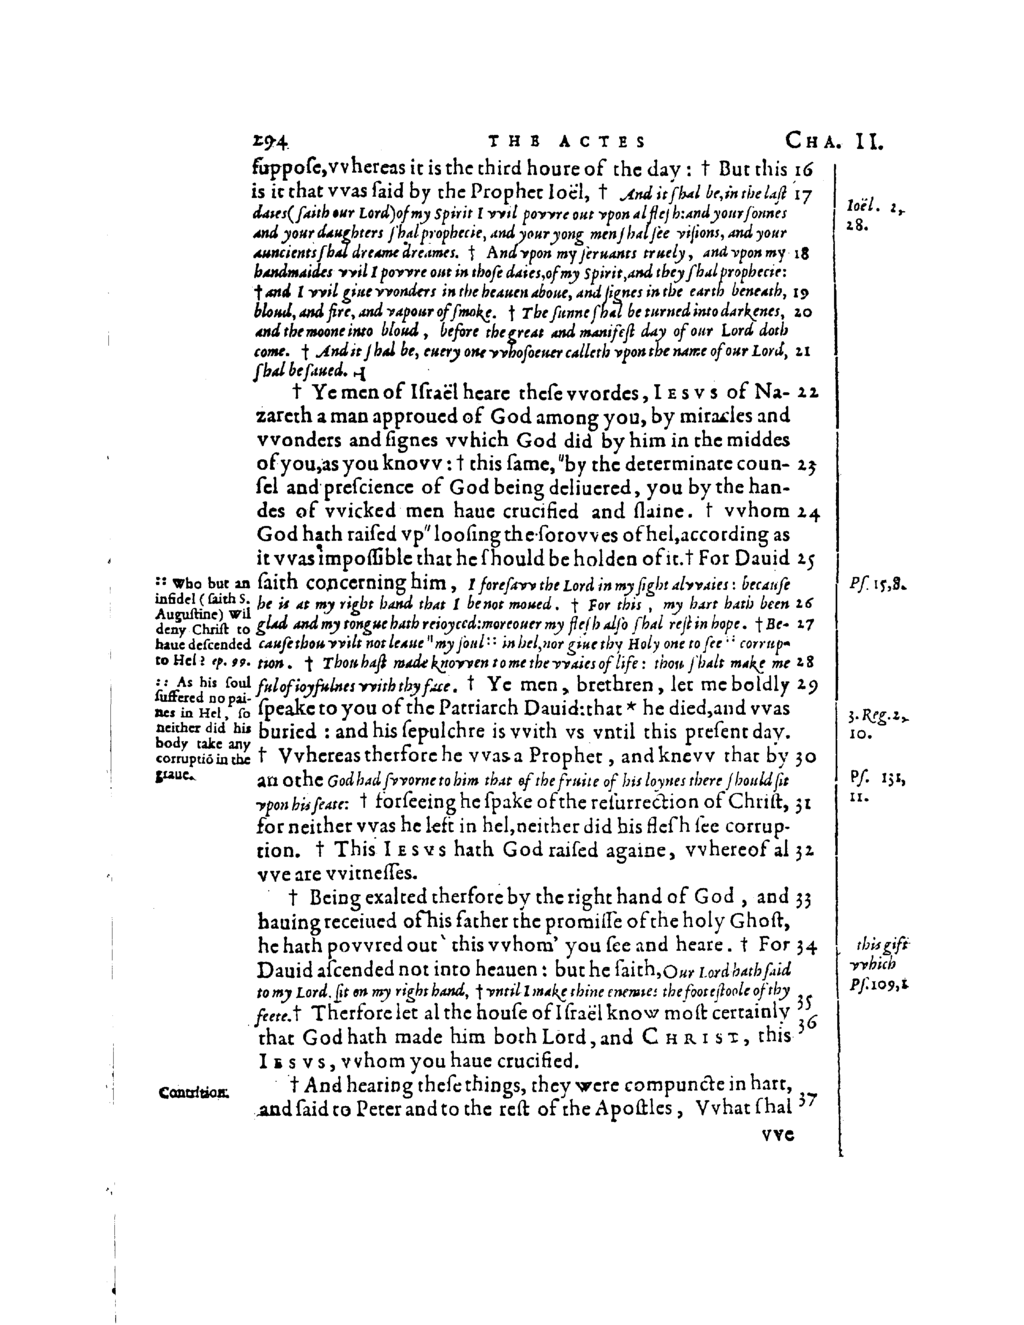 294 THE ACTES CHA. II.
ſuppoſe, vvhereas it is the third houre of the day: † But this 16
is it that vvas ſaid by the Prophet Ioël, † And it ſhal be, in the laſt 17
daies (ſaith our Lord) of my Spirit I vvil povvre out vpon al fleſh: and your ſonnes
and your daughters ſhal prophecie, and your yong men ſhal ſee viſions, and your
auncients ſhal dreame dreames. † And vpon my ſeruants truely, and vpon my 18
handmaides vvil I povvre out in thoſe daies, of my Spirit, and they ſhal prophecie:
† and I vvil giue vvonders in the heauen aboue, and ſignes in the earth beneath, 19
bloud, and fire, and vapour of ſmoke. † The ſunne ſhal be turned into darkenes, 20
and the moone into bloud, before the great and manifeſt day of our Lord doth
come. † And it ſhal be, euery one vvhoſoeuer calleth vpon the name of our Lord, 21
ſhal be ſaued.
† Ye men of Iſraël heare theſe vvordes, IESVS of Na- 22
zareth a man approued of God among you, by miracles and
vvonders and ſignes vvhich God did by him in the middes
of you, as you knovv: † this ſame, "by the determinate coun- 23
ſel and preſcience of God being deliuered, you by the han-
des of vvicked men haue crucified and ſlaine. † vvhom 24
God hath raiſed vp" looſing the ſorovves of hel, according as
it vvas impoſſible that he ſhould be holden of it. † For Dauid 25
ſaith concerning him, I foreſavv the Lord in my ſight alvvaies: becauſe
he is at my right hand that I be not moued. † For this, my hart hath been 26
glad and my tongue hath reioyced: moreouer my fleſh alſo ſhal reſt in hope. † Be- 27
cauſe thou vvilt not leaue "my ſoul :: in hel, nor giue thy Holy one to ſee :: corrup-
tion. † Thou haſt made knovven to me the vvaies of life: thou ſhalt make me 28
ful of ioyfulnes vvith thy face. † Ye men, brethren, let me boldly 29
ſpeake to you of the Patriarch Dauid: that * he died, and vvas
buried: and his ſepulchre is vvith vs vntil this preſent day.
† Vvhereas therfore he vvas a Prophet, and knevv that by 30
an othe God had ſvvorne to him that of the fruite of his loynes there ſhould ſit
vpon his ſeate: † forſeeing he ſpake of the reſurrection of Chriſt, 31
for neither vvas he left in hel, neither did his fleſh ſee corrup-
tion. † This IESVS hath God raiſed againe, vvhereof al 32
vve are vvitneſſes.
† Being exalted therfore by the right hand of God, and 33
hauing receiued of his father the promiſſe of the holy Ghoſt,
he hath povvred out ‵this vvhom′ you ſee and heare. † For 34
Dauid aſcended not into heauen: but he ſaith, Our Lord hath ſaid
to my Lord, ſit on my right hand, † vntil I make thine enemies the footeſtoole of thy 35
feete. † Therfore let al the houſe of Iſraël know moſt certainly 36
that God hath made him both Lord, and CHRIST, this
IESVS, vvhom you haue crucified.
† And hearing theſe things, they were compuncte in hart, 37
and ſaid to Peter and to the reſt of the Apoſtles, Vvhat ſhal
vve
:: Who but an
infidel (ſaith S.
Auguſtine) wil
deny Chriſt to
haue deſcended
to Hel? ep. 99.
:: As his ſoul
ſuffered no pai-
nes in Hel, ſo
neither did his
body take any
corruptiō in the
graue.
Contrition.
Ioël. 2,
28.
Pſ. 15,8.
3. Reg. 2,
10.
Pſ. 131,
11.
this gift
vvhich
Pſ. 109,1